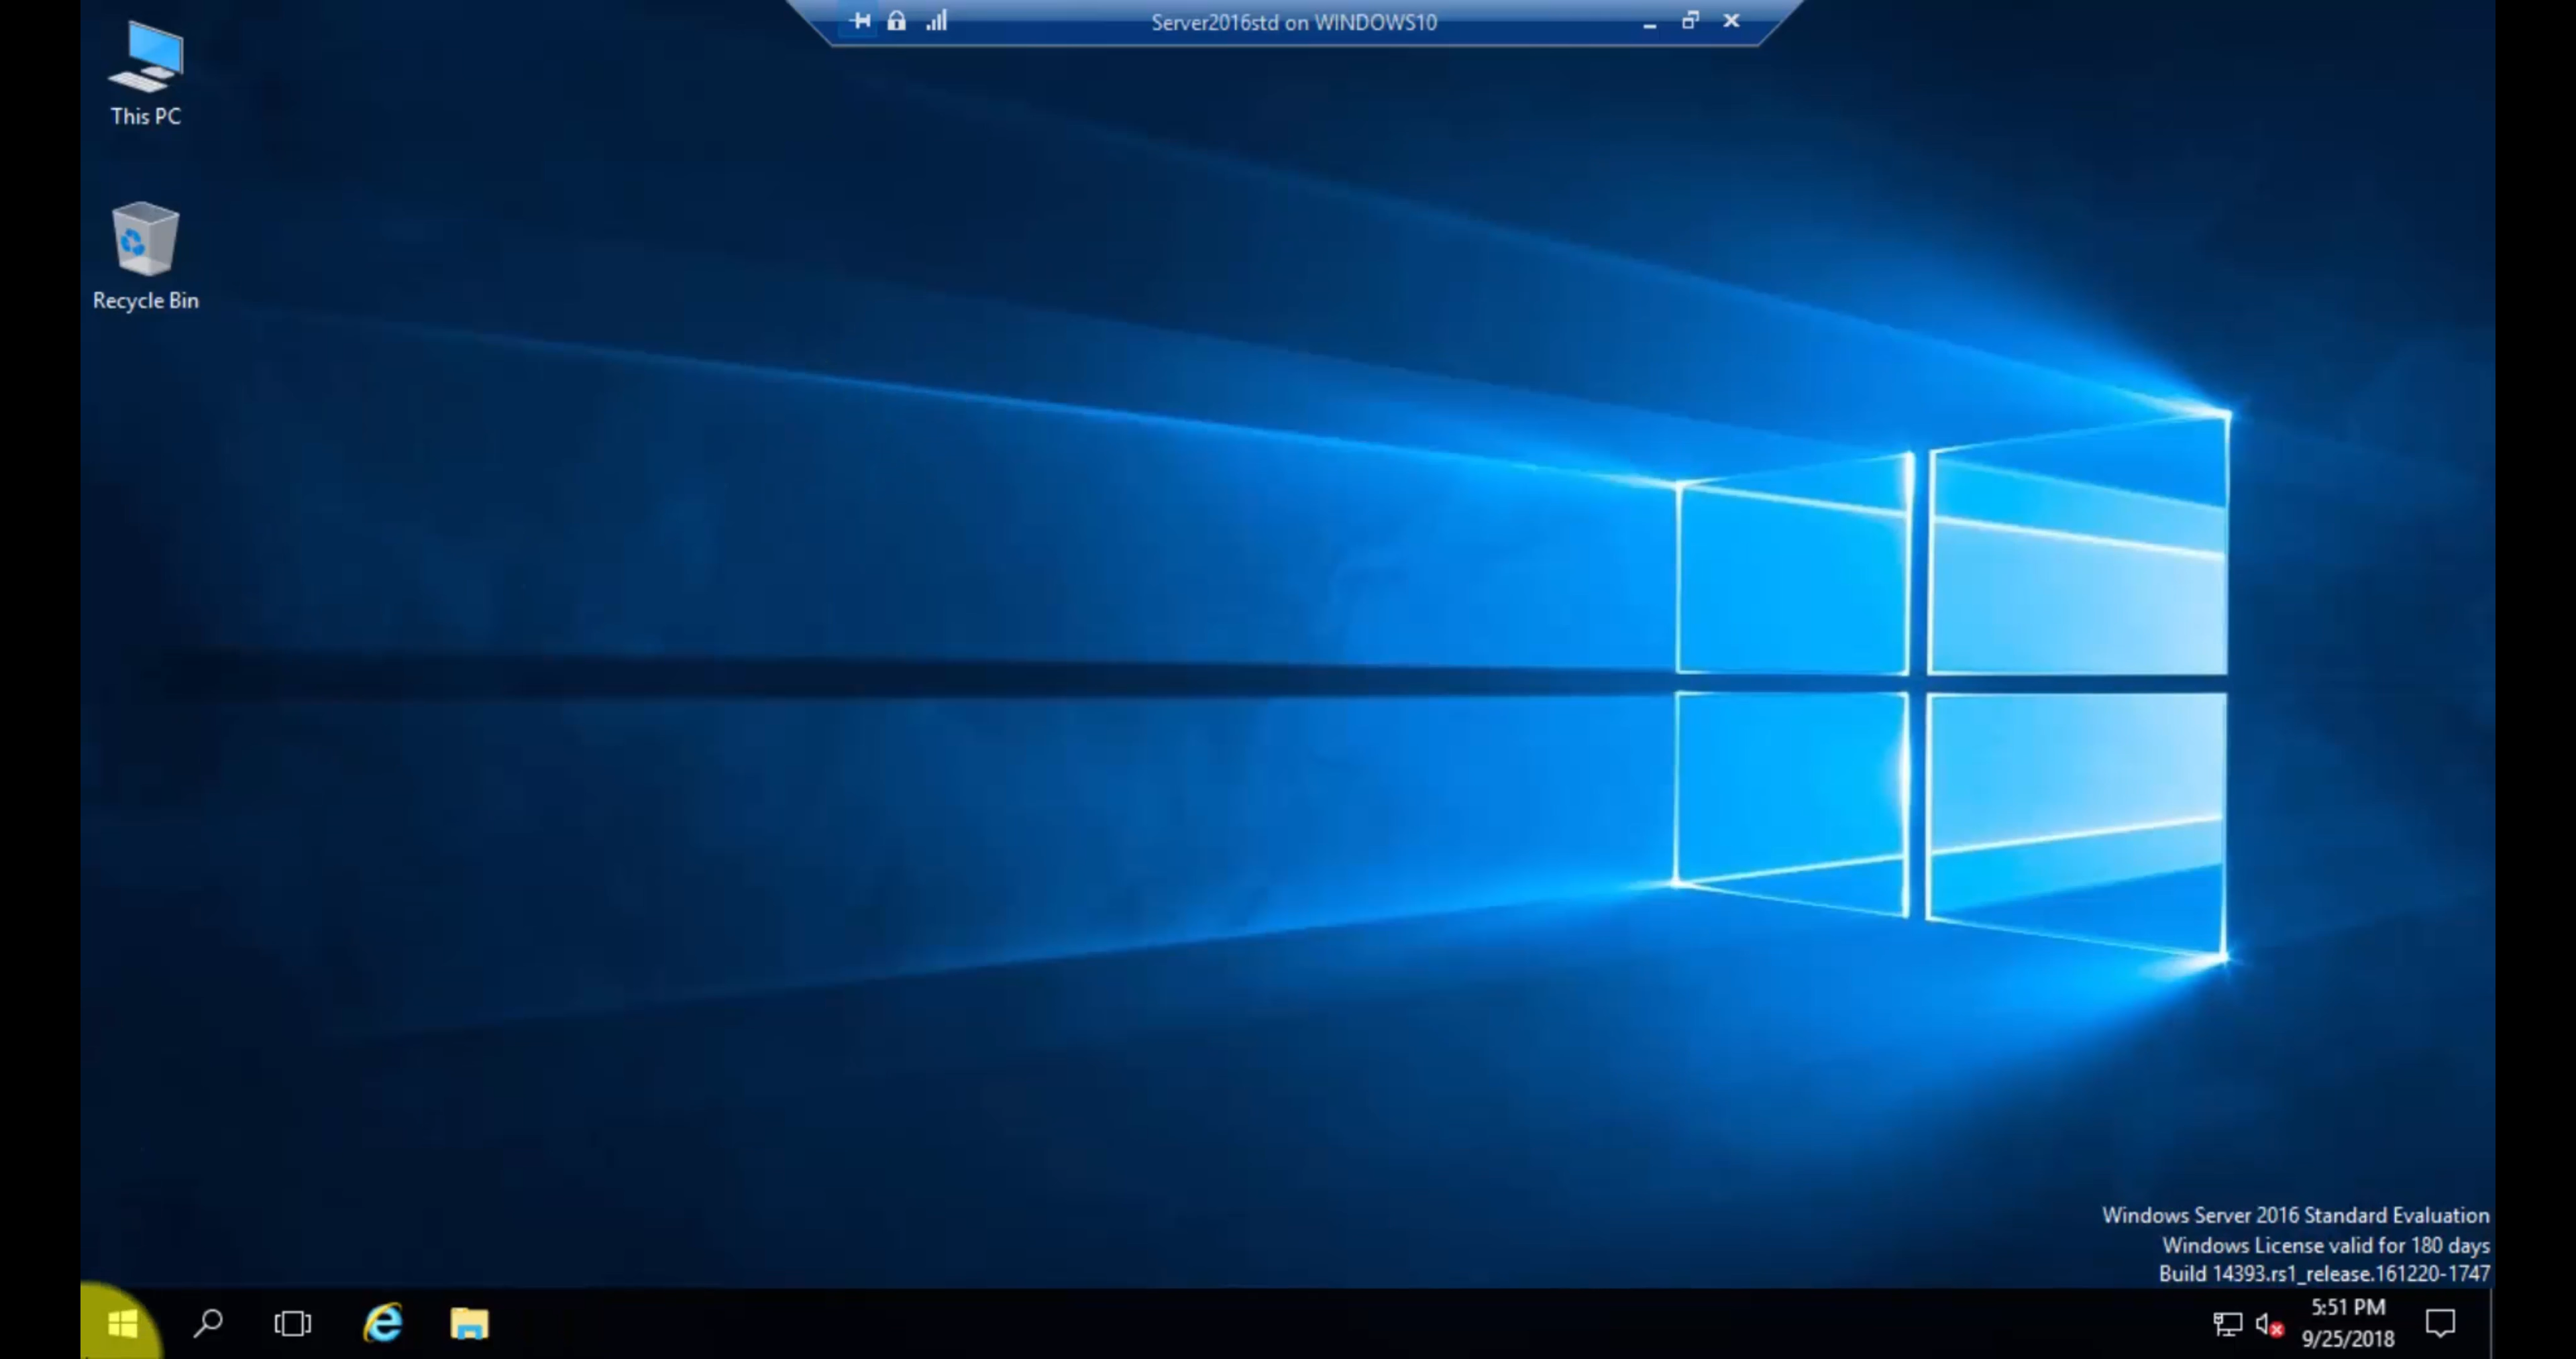 Server2016std on WINDOWS10
This PC
Recycle Bin
Windows Server 2016 Standard Evaluation
Windows License valid for 180 days
Build 14393.rs1_release.161220-1747
5:51 PM
9/25/2018